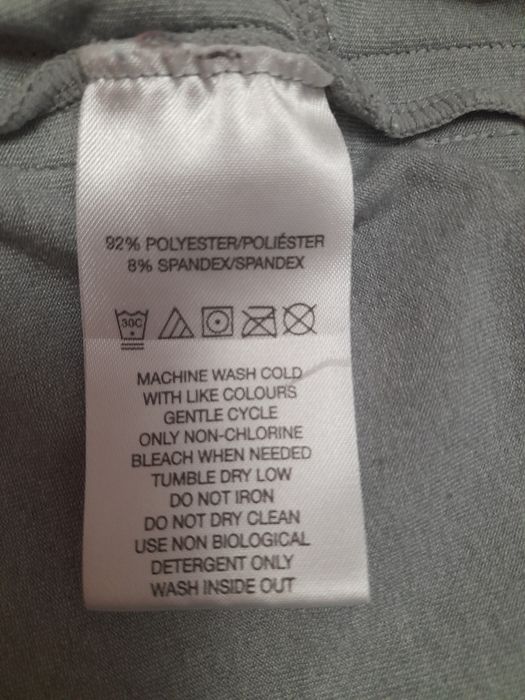 92% POLYESTER/POLIÉSTER
8% SPANDEX/SPANDEX
30C
MACHINE WASH COLD
WITH LIKE COLOURS
GENTLE CYCLE
ONLY NON-CHLORINE
BLEACH WHEN NEEDED
TUMBLE DRY LOW
DO NOT IRON
DO NOT DRY CLEAN
USE NON BIOLOGICAL
DETERGENT ONLY
WASH INSIDE OUT